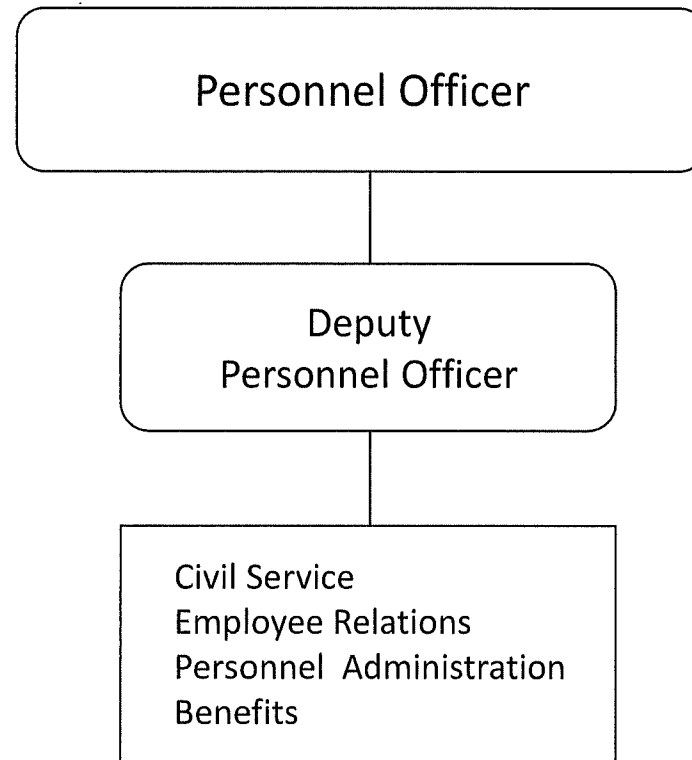 Personnel Officer
Deputy
Personnel Officer
Civil Service
Employee Relations
Personnel Administration
Benefits